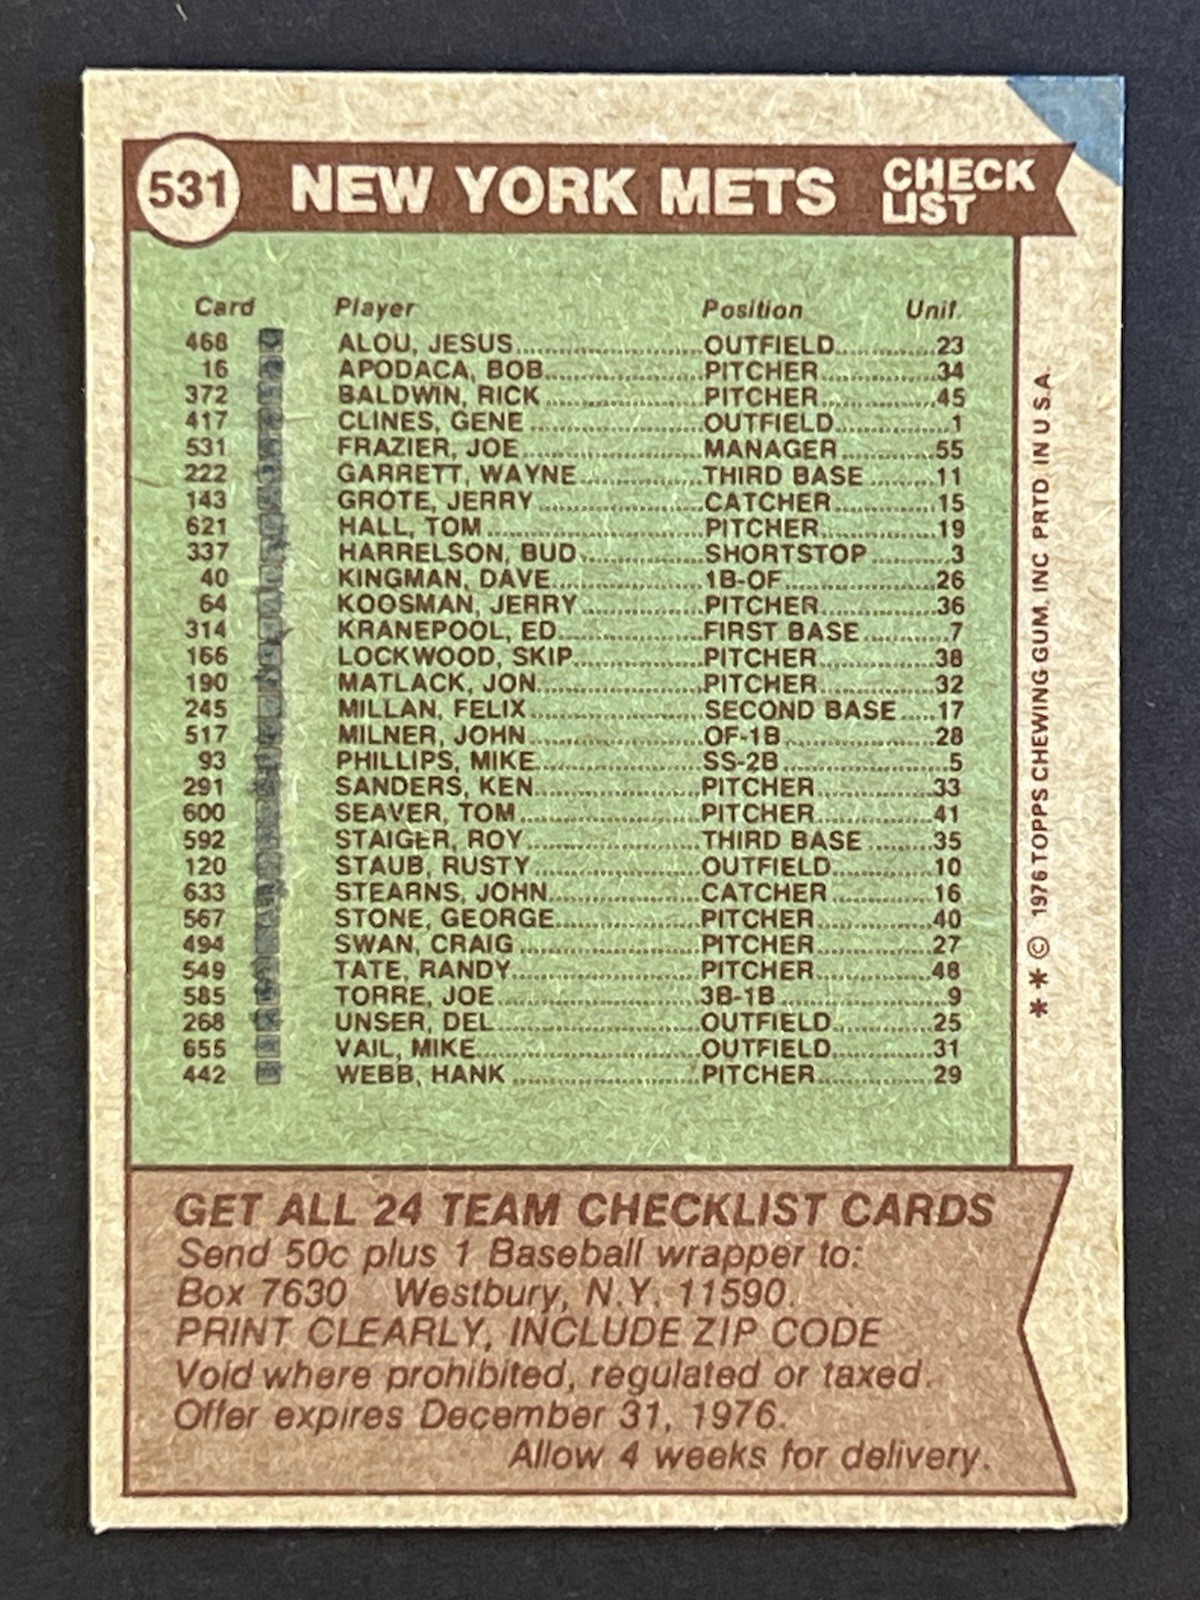 531 NEW YORK METS CHECK LIST
Card Player Position Unif.
468 ALOU, JESUS OUTFIELD 23
16 APODACA, BOB PITCHER 34
372 BALDWIN, RICK PITCHER 45
417 CLINES, GENE OUTFIELD 1
531 FRAZIER, JOE MANAGER 55
222 GARRETT, WAYNE THIRD BASE 11
143 GROTE, JERRY CATCHER 15
621 HALL, TOM PITCHER 19
337 HARRELSON, BUD SHORTSTOP 3
40 KINGMAN, DAVE 1B-OF 26
64 KOOSMAN, JERRY PITCHER 36
314 KRANEPOOL, ED FIRST BASE 7
166 LOCKWOOD, SKIP PITCHER 38
190 MATLACK, JON PITCHER 32
245 MILLAN, FELIX SECOND BASE 17
517 MILNER, JOHN OF-1B 28
93 PHILLIPS, MIKE SS-2B 5
291 SANDERS, KEN PITCHER 33
600 SEAVER, TOM PITCHER 41
592 STAIGER, ROY THIRD BASE 35
120 STAUB, RUSTY OUTFIELD 10
633 STEARNS, JOHN CATCHER 16
567 STONE, GEORGE PITCHER 40
494 SWAN, CRAIG PITCHER 27
549 TATE, RANDY PITCHER 48
585 TORRE, JOE 3B-1B 9
268 UNSER, DEL OUTFIELD 25
655 VAIL, MIKE OUTFIELD 31
442 WEBB, HANK PITCHER 29
GET ALL 24 TEAM CHECKLIST CARDS
Send 50c plus 1 Baseball wrapper to:
Box 7630 Westbury, N.Y. 11590.
PRINT CLEARLY, INCLUDE ZIP CODE
Void where prohibited, regulated or taxed.
Offer expires December 31, 1976.
Allow 4 weeks for delivery.
* * © 1976 TOPPS CHEWING GUM, INC PRTD. IN U.S.A.